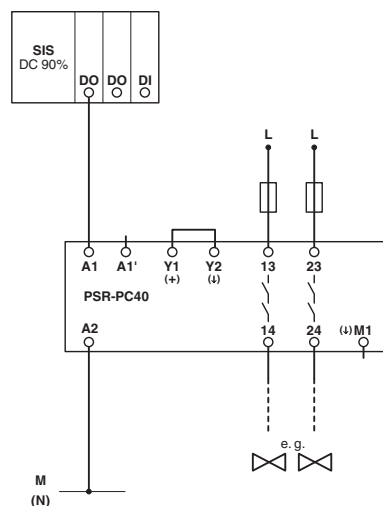 SIS
DC 90%
DO DO DI
L L
A1 A1' Y1 Y2 13 23
(+) (↓)
PSR-PC40
A2 14 24 (↓) M1
e. g.
M
(N)